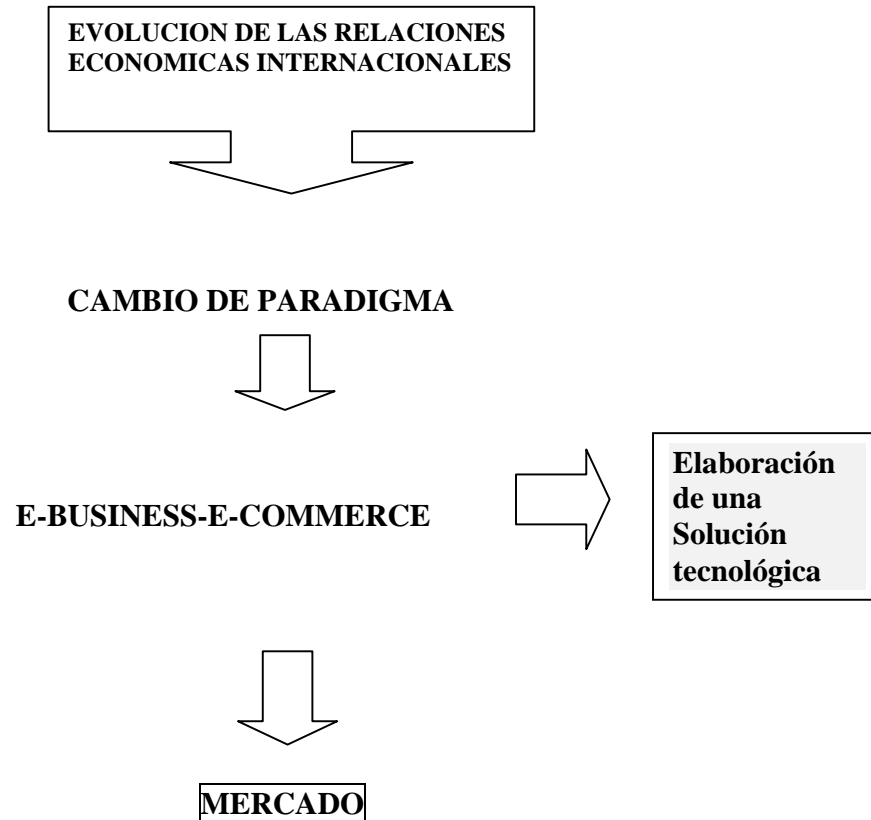 EVOLUCION DE LAS RELACIONES
ECONOMICAS INTERNACIONALES
CAMBIO DE PARADIGMA
E-BUSINESS-E-COMMERCE
Elaboración
de una
Solución
tecnológica
MERCADO